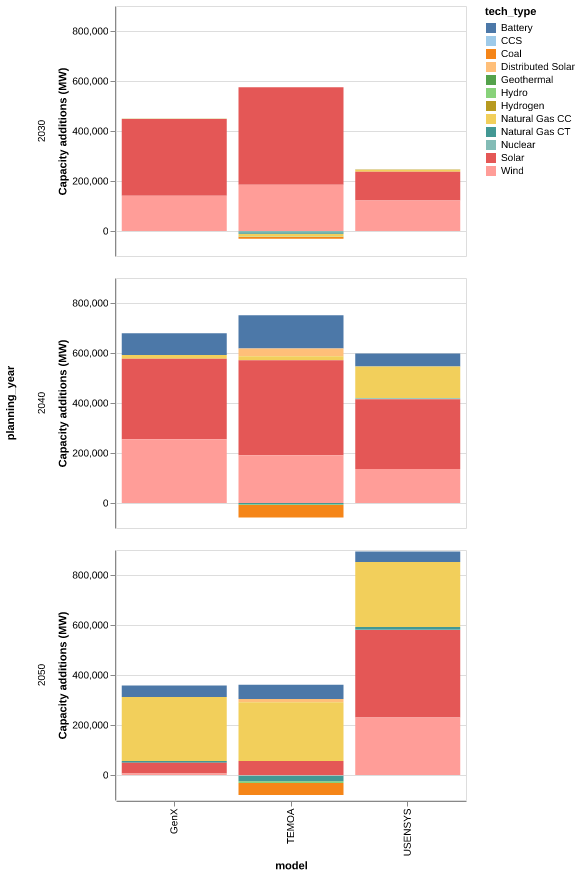 tech_type
Battery
CCS
Coal
Distributed Solar
Geothermal
Hydro
Hydrogen
Natural Gas CC
Natural Gas CT
Nuclear
Solar
Wind
planning_year
2030
Capacity additions (MW)
800,000
600,000
400,000
200,000
0
2040
Capacity additions (MW)
800,000
600,000
400,000
200,000
0
2050
Capacity additions (MW)
800,000
600,000
400,000
200,000
0
GenX
TEMOA
USENSYS
model